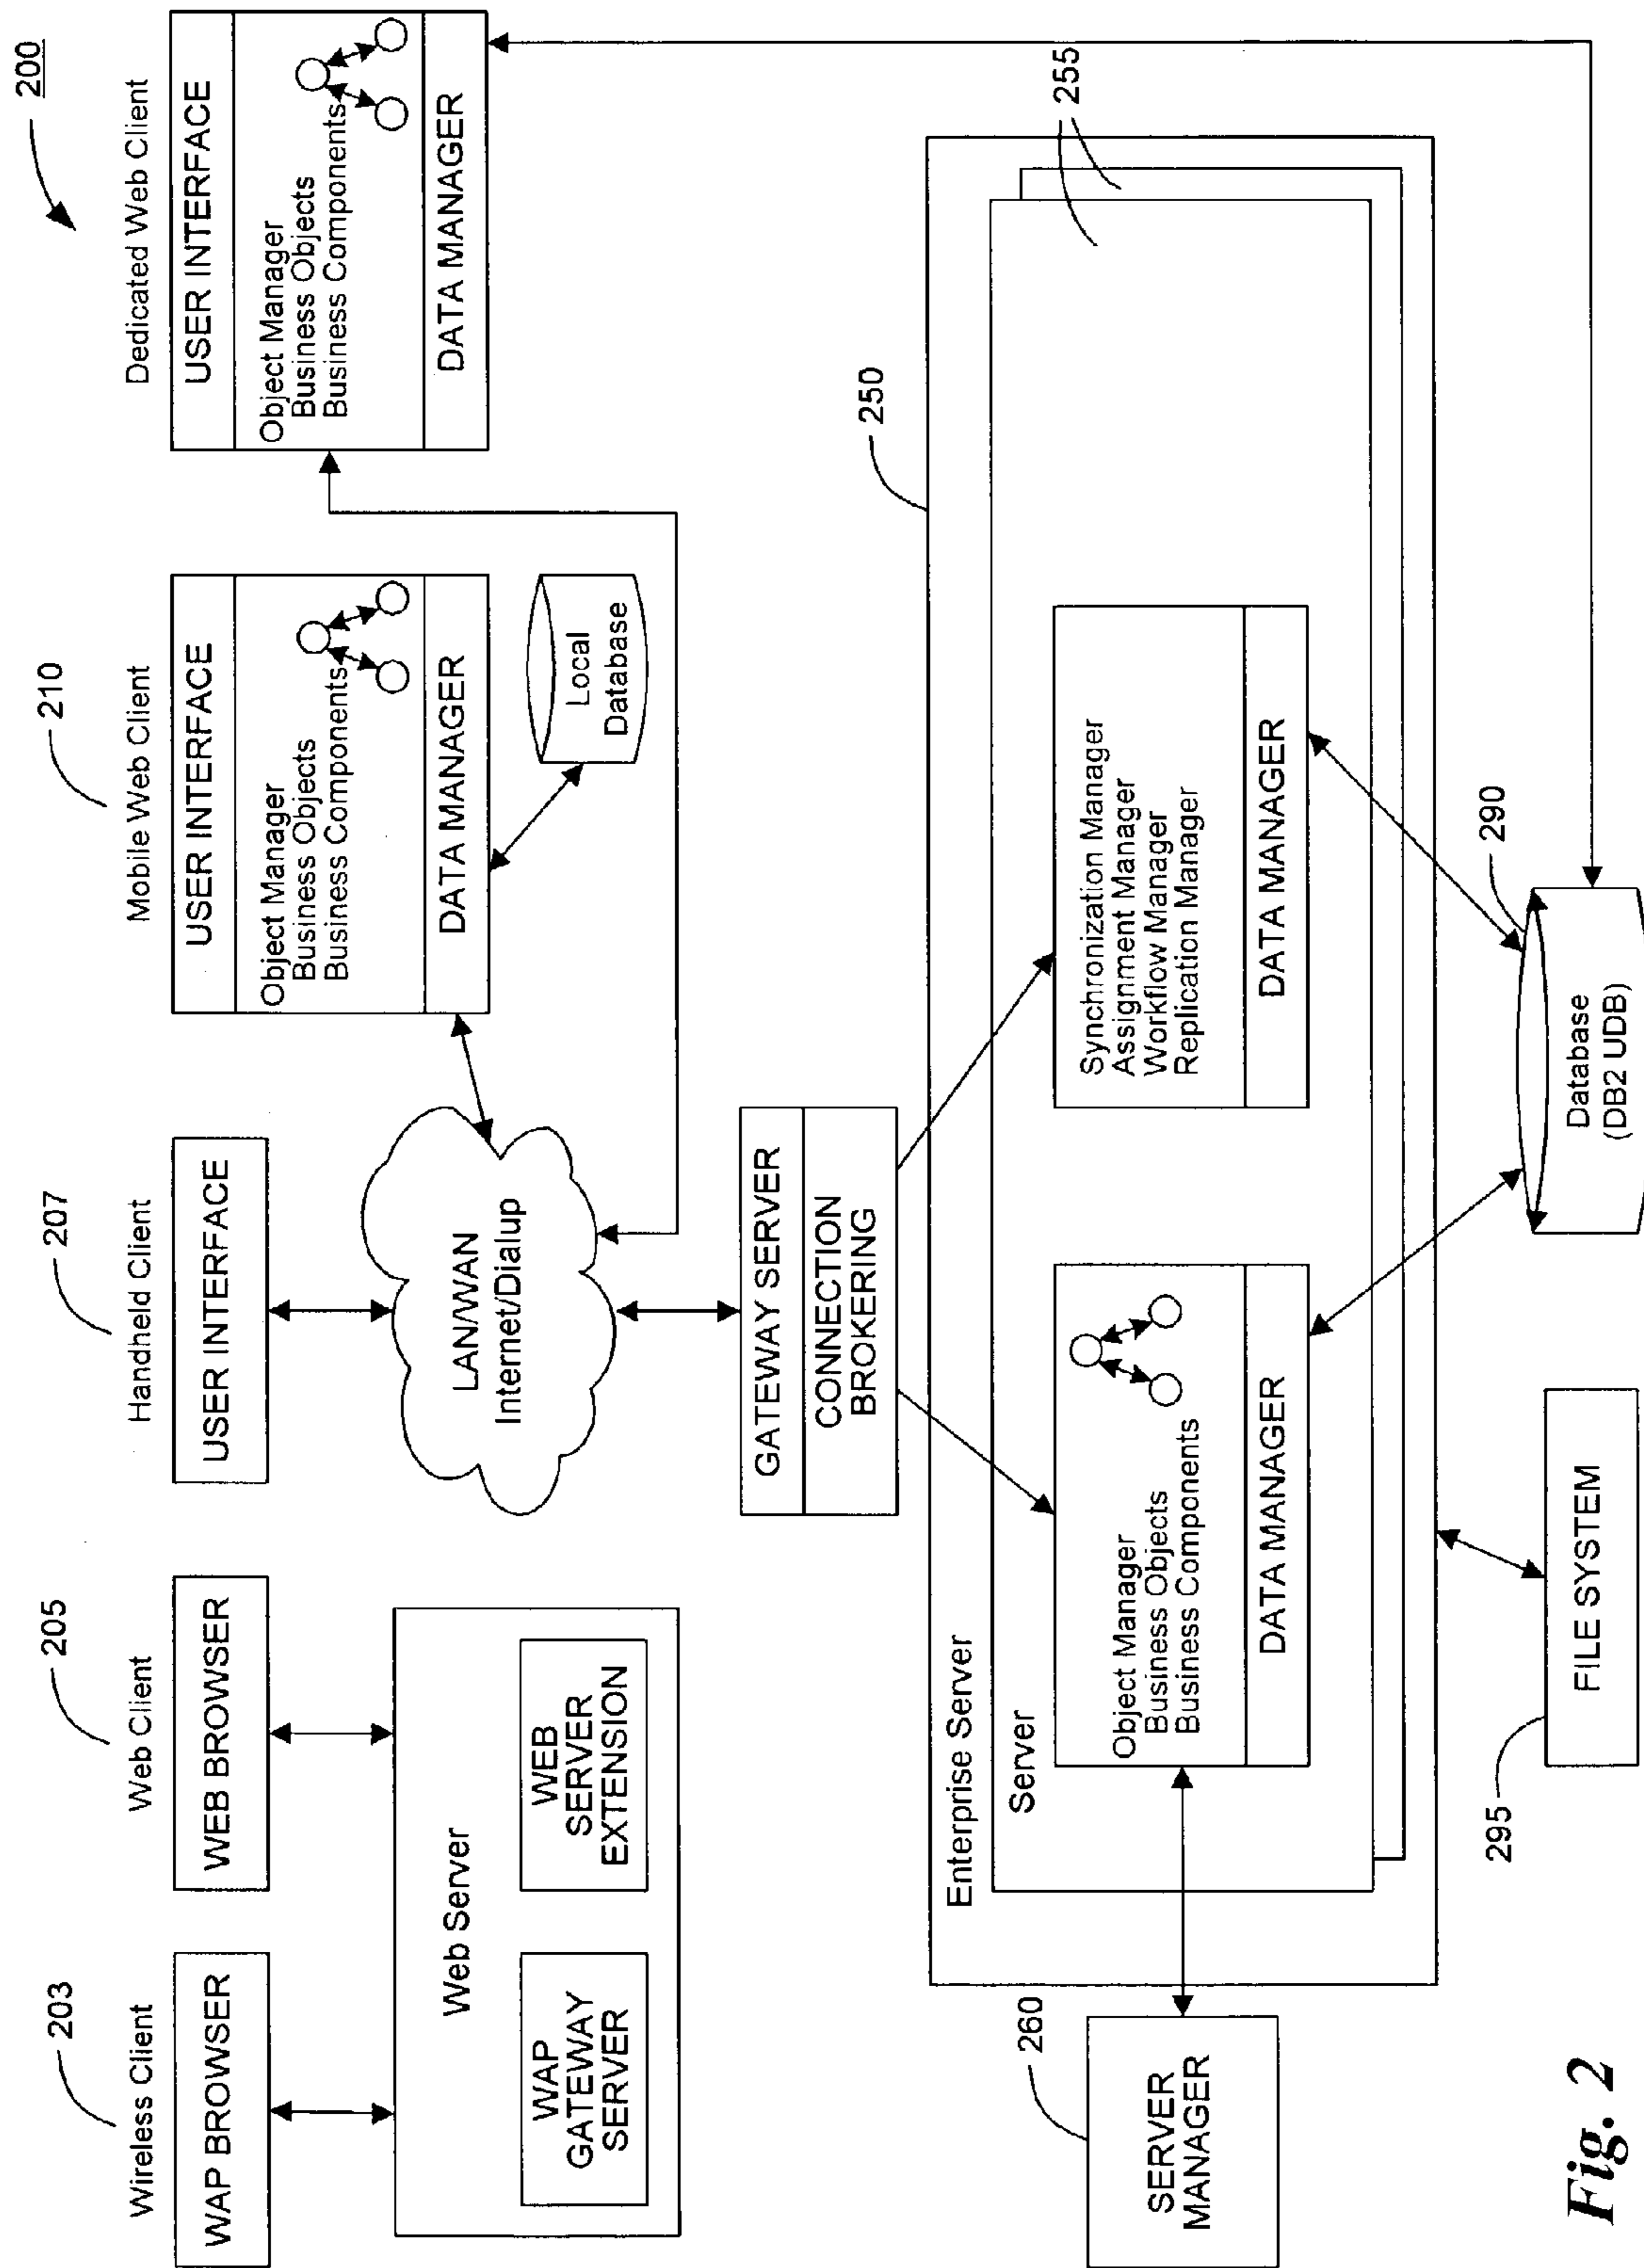 200
203
Wireless Client
WAP BROWSER
205
Web Client
WEB BROWSER
207
Handheld Client
USER INTERFACE
210
Mobile Web Client
USER INTERFACE
Object Manager
Business Objects
Business Components
DATA MANAGER
Dedicated Web Client
USER INTERFACE
Object Manager
Business Objects
Business Components
DATA MANAGER
Web Server
WAP
GATEWAY
SERVER
WEB
SERVER
EXTENSION
LAN/WAN
Internet/Dialup
Local
Database
GATEWAY SERVER
CONNECTION
BROKERING
250
255
Enterprise Server
Server
Object Manager
Business Objects
Business Components
DATA MANAGER
Synchronization Manager
Assignment Manager
Workflow Manager
Replication Manager
DATA MANAGER
260
SERVER
MANAGER
295
FILE SYSTEM
290
Database
(DB2 UDB)
Fig. 2